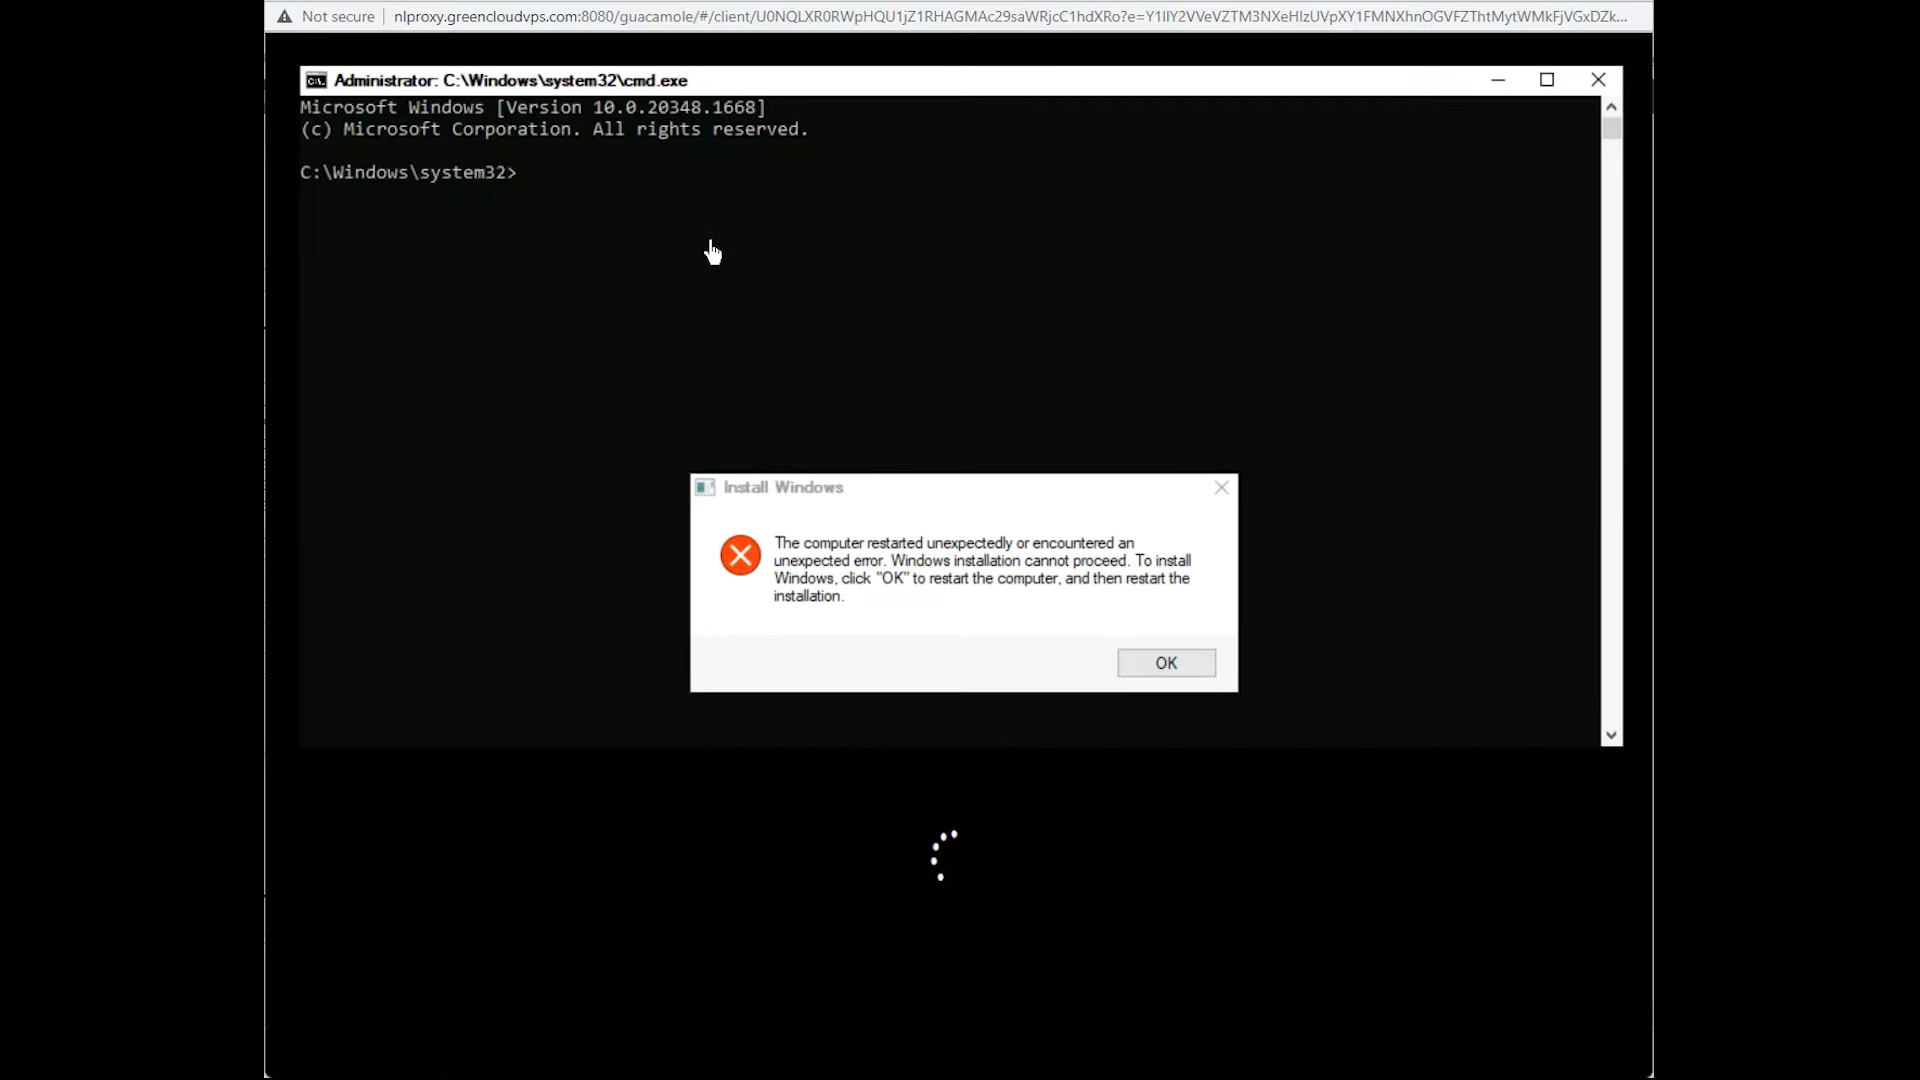 Not secure
nlproxy.greencloudvps.com:8080/guacamole/#/client/U0NQLXR0RWlpHQU1jZ1RHAGMAc29saWRjcC1hdXRo?e=Y1lIY2VVeVZTM3NXeHlzUVpXY1FMNXhnOGVFZThtMytWMkFjVGxDZk...
Administrator: C:\Windows\system32\cmd.exe
Microsoft Windows [Version 10.0.20348.1668]
(c) Microsoft Corporation. All rights reserved.
C:\Windows\system32>
Install Windows
The computer restarted unexpectedly or encountered an
unexpected error. Windows installation cannot proceed. To install
Windows, click "OK" to restart the computer, and then restart the
installation.
OK